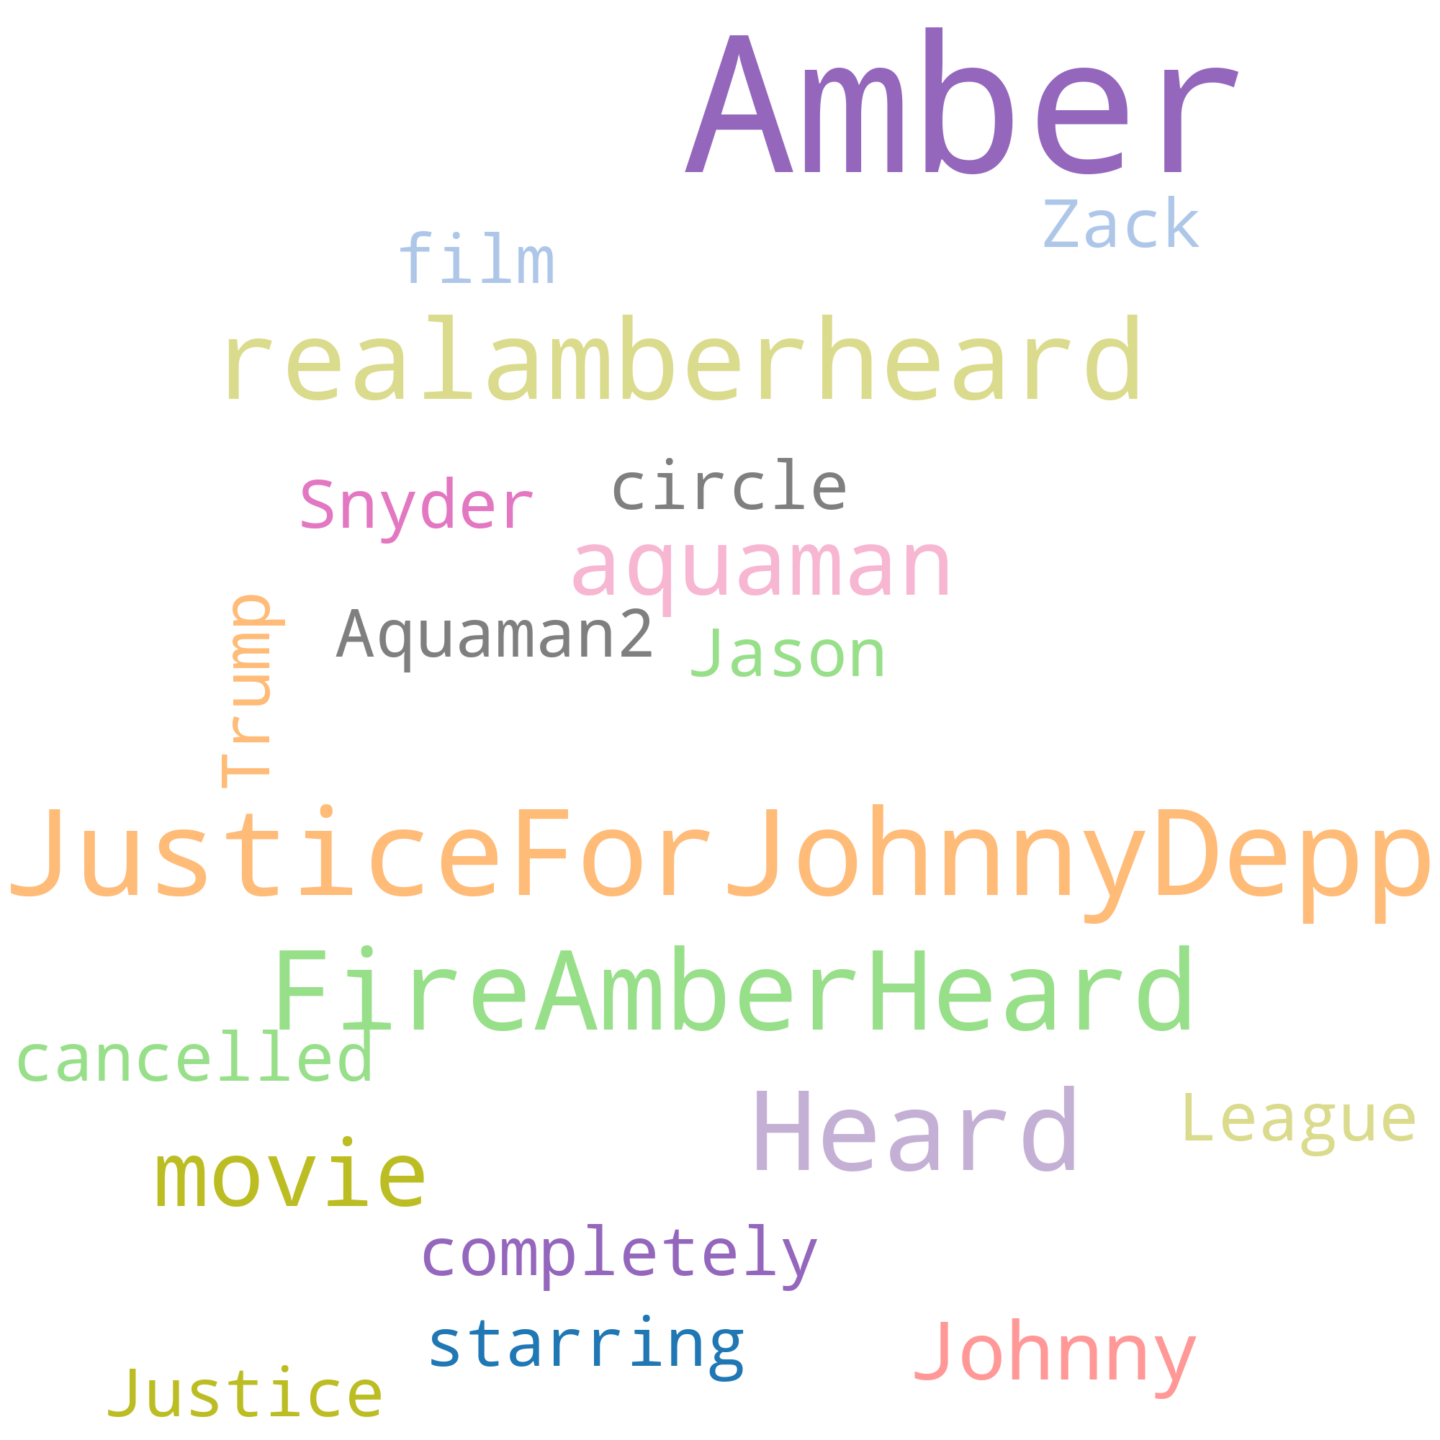 Amber
Zack
film
realamberheard
circle
Snyder
aquaman
Aquaman2
Jason
Trump
JusticeForJohnnyDepp
FireAmberHeard
cancelled
Heard
League
movie
completely
starring
Johnny
Justice